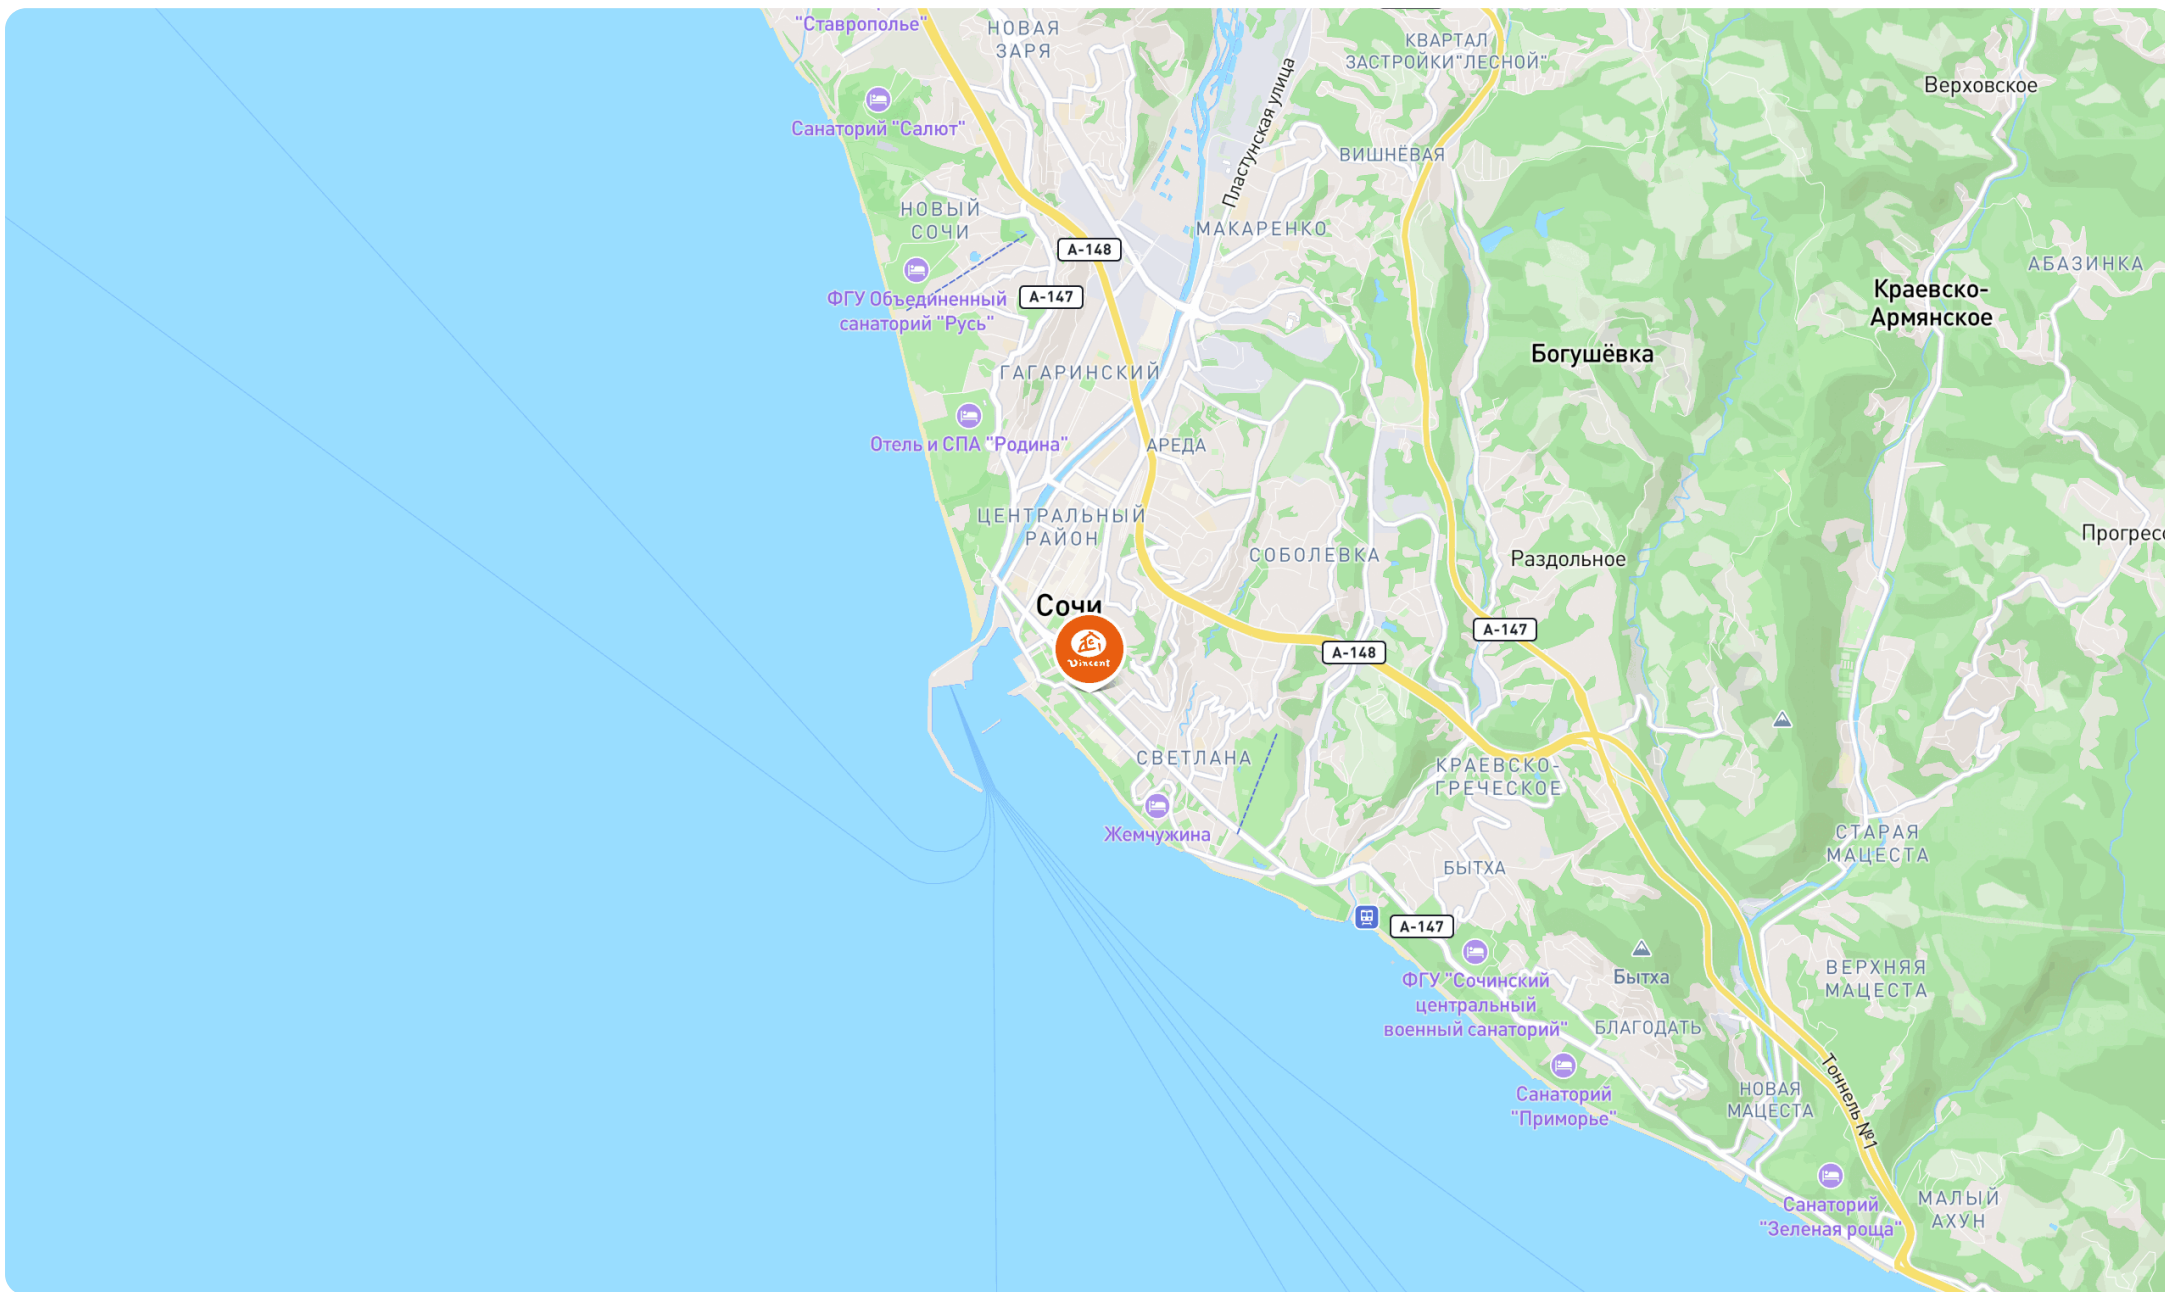 "Ставрополье"
НОВАЯ
ЗАРЯ
КВАРТАЛ
ЗАСТРОЙКИ"ЛЕСНОЙ"
Верховское
Санаторий "Салют"
Пластунская улица
ВИШНЁВАЯ
НОВЫЙ
СОЧИ
МАКАРЕНКО
А-148
АБАЗИНКА
ФГУ Объединенный
санаторий "Русь"
А-147
Краевско-
Армянское
Богушёвка
ГАГАРИНСКИЙ
Отель и СПА "Родина"
АРЕДА
ЦЕНТРАЛЬНЫЙ
РАЙОН
СОБОЛЕВКА
Раздольное
Прогресс
Сочи
Vincent
А-147
А-148
СВЕТЛАНА
КРАЕВСКО-
ГРЕЧЕСКОЕ
Жемчужина
СТАРАЯ
МАЦЕСТА
БЫТХА
А-147
ФГУ "Сочинский
центральный
военный санаторий"
Бытха
ВЕРХНЯЯ
МАЦЕСТА
БЛАГОДАТЬ
Санаторий
"Приморье"
НОВАЯ
МАЦЕСТА
Тоннель №1
Санаторий
"Зеленая роща"
МАЛЫЙ
АХУН